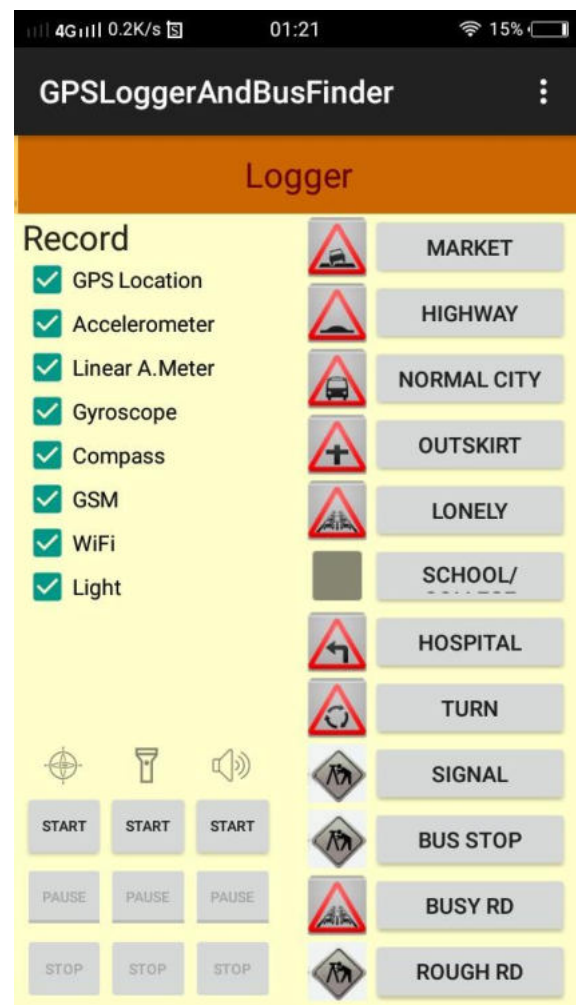 4G 0.2K/s S 01:21 15%
GPSLoggerAndBusFinder
Logger
Record
GPS Location
Accelerometer
Linear A.Meter
Gyroscope
Compass
GSM
WiFi
Light
MARKET
HIGHWAY
NORMAL CITY
OUTSKIRT
LONELY
SCHOOL/
HOSPITAL
TURN
SIGNAL
BUS STOP
BUSY RD
ROUGH RD
START START START
PAUSE PAUSE PAUSE
STOP STOP STOP